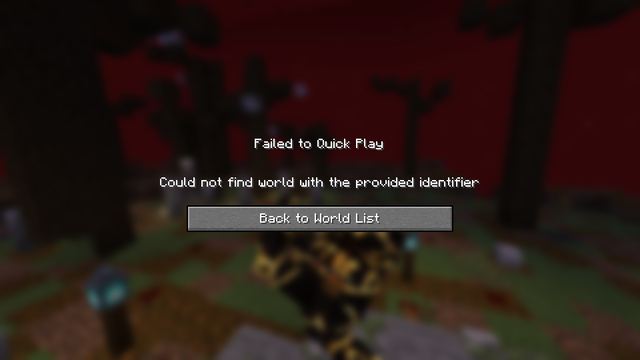 Failed to Quick Play
Could not find world with the provided identifier
Back to World List